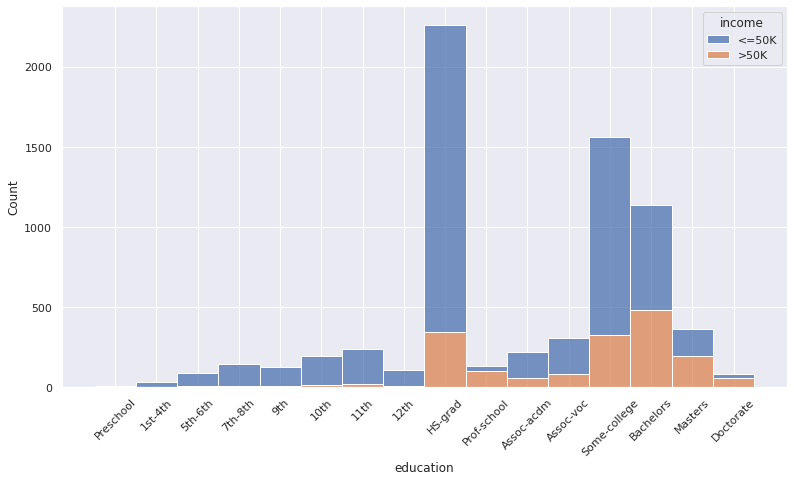 income
<=50K
>50K
2000
1500
1000
500
0
Count
Preschool
1st-4th
5th-6th
7th-8th
9th
10th
11th
12th
HS-grad
Prof-school
Assoc-acdm
Assoc-voc
Some-college
Bachelors
Masters
Doctorate
education